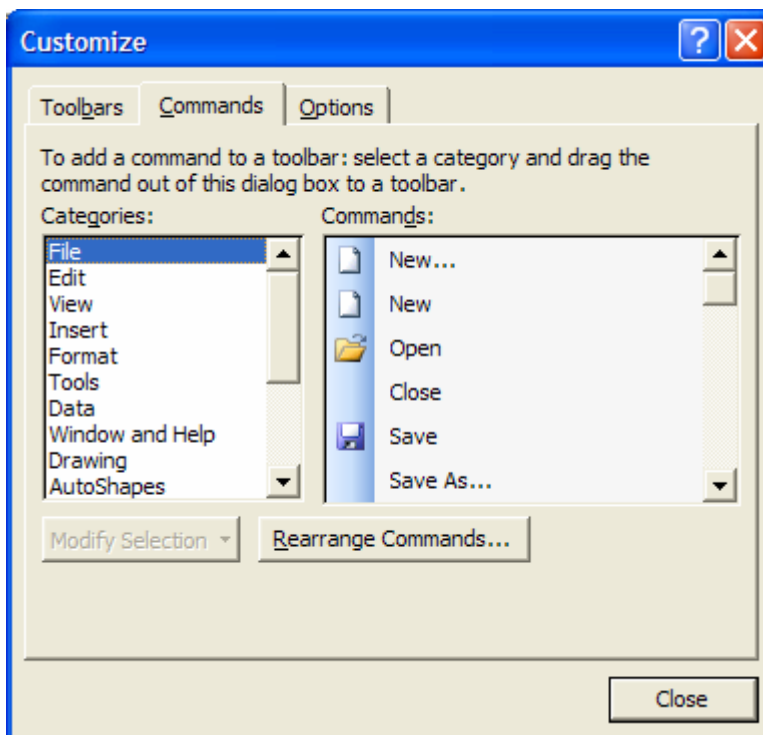 Customize
Toolbars Commands Options
To add a command to a toolbar: select a category and drag the
command out of this dialog box to a toolbar.
Categories: Commands:
File
Edit
View
Insert
Format
Tools
Data
Window and Help
Drawing
AutoShapes
New...
New
Open
Close
Save
Save As...
Modify Selection Rearrange Commands...
Close